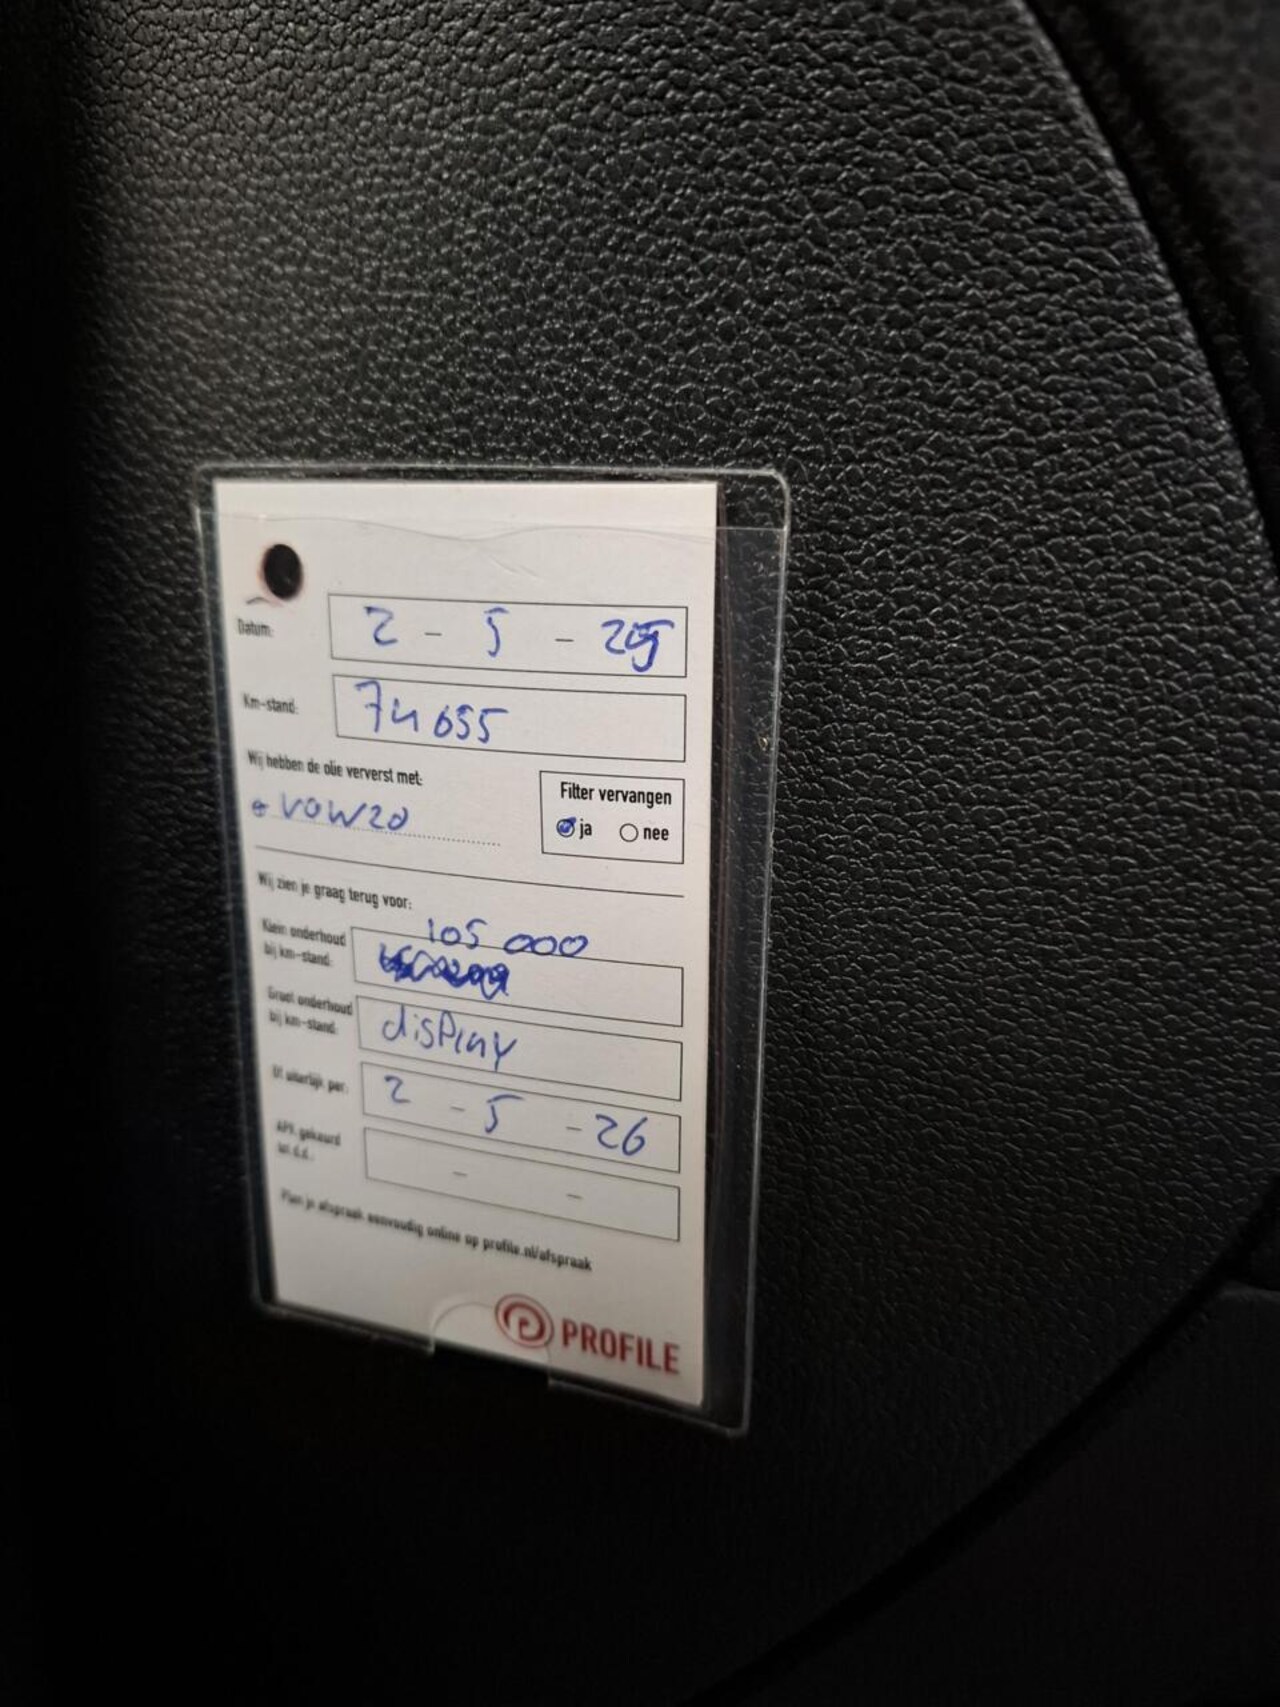 Datum: 2 - 5 - 25
Km-stand: 74655
Wij hebben de olie ververst met:
VOW20
Filter vervangen
ja nee
Wij zien je graag terug voor:
105 000
Klein onderhoud
bij km-stand:
Groot onderhoud
bij km-stand: display
Of uiterlijk per: 2 - 5 - 26
APK gekeurd
tot d.d.: - -
Plan je afspraak eenvoudig online op profile.nl/afspraak
PROFILE